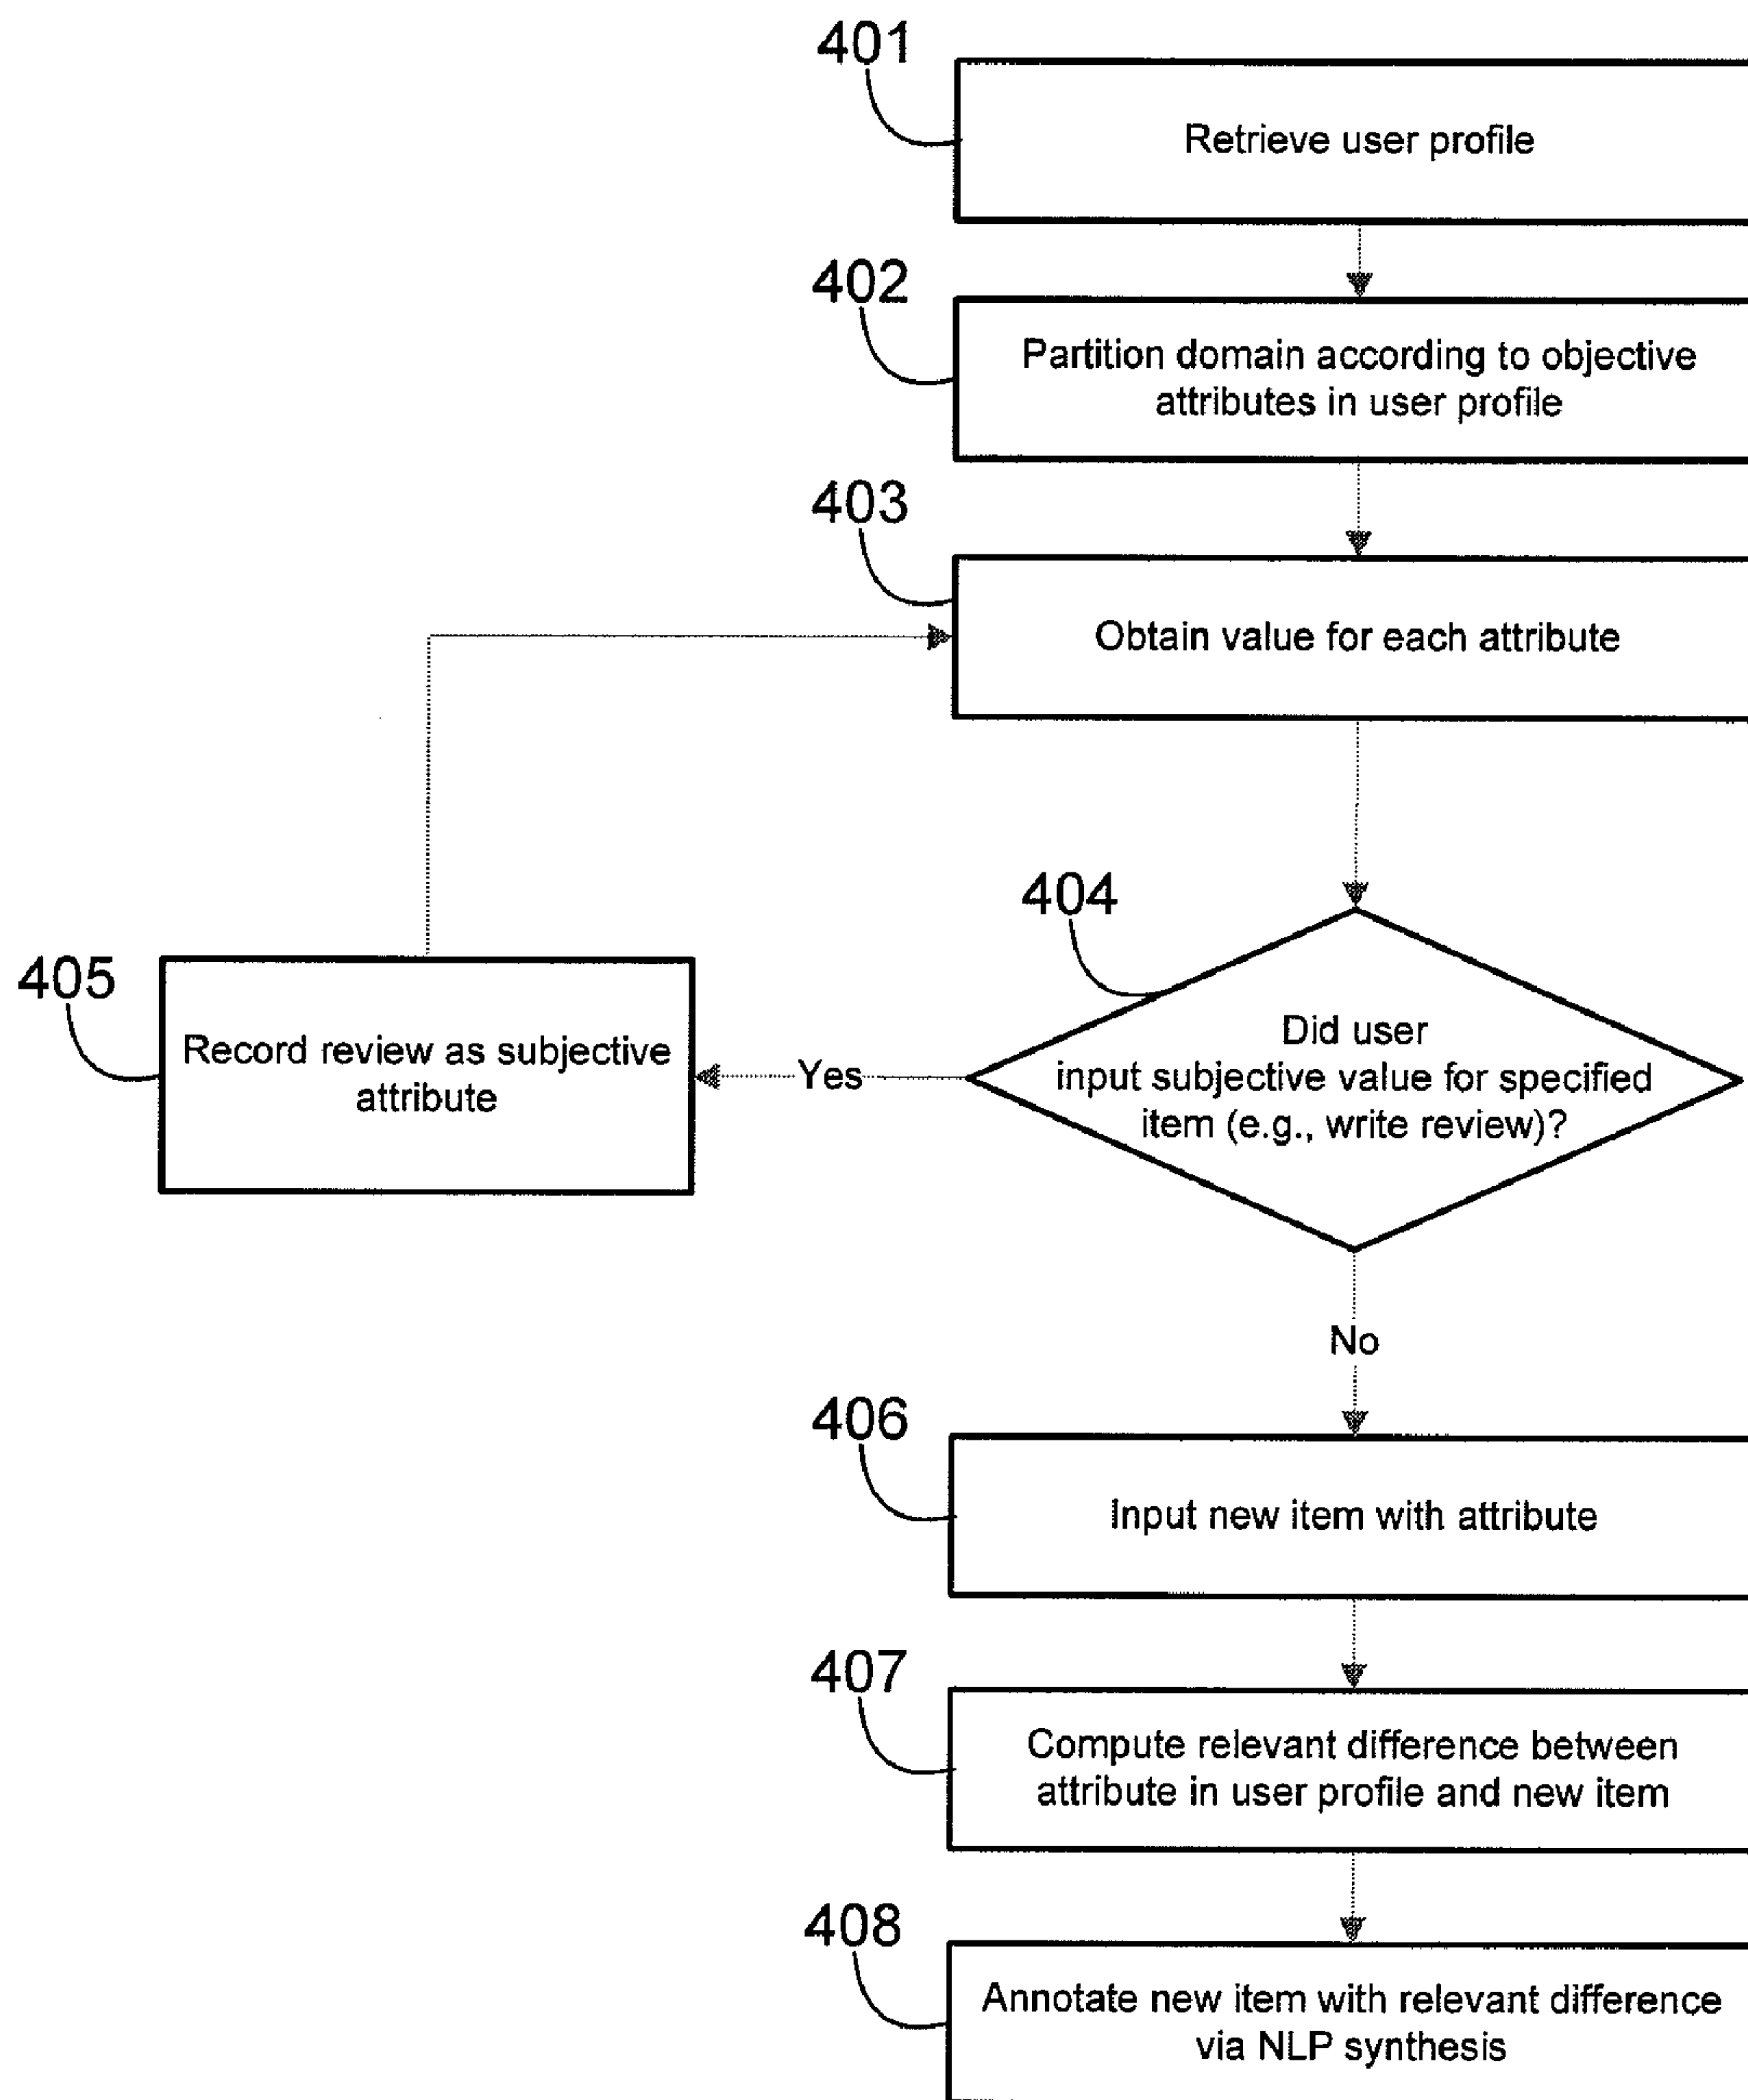 401
Retrieve user profile
402
Partition domain according to objective
attributes in user profile
403
Obtain value for each attribute
404
Did user
input subjective value for specified
item (e.g., write review)?
Yes
405
Record review as subjective
attribute
No
406
Input new item with attribute
407
Compute relevant difference between
attribute in user profile and new item
408
Annotate new item with relevant difference
via NLP synthesis